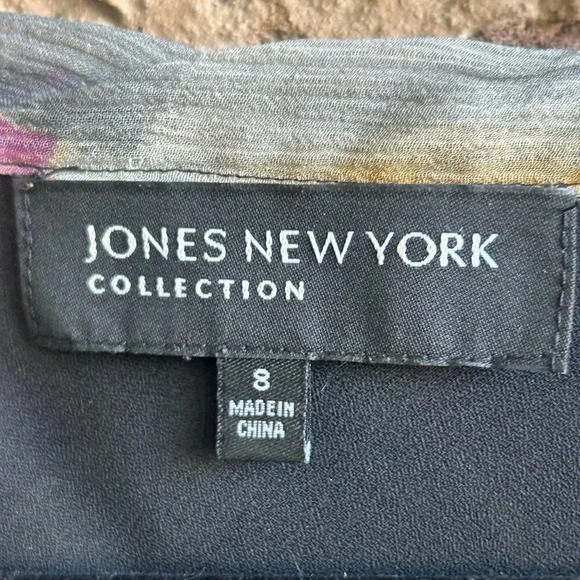 JONES NEW YORK
COLLECTION
8
MADE IN
CHINA